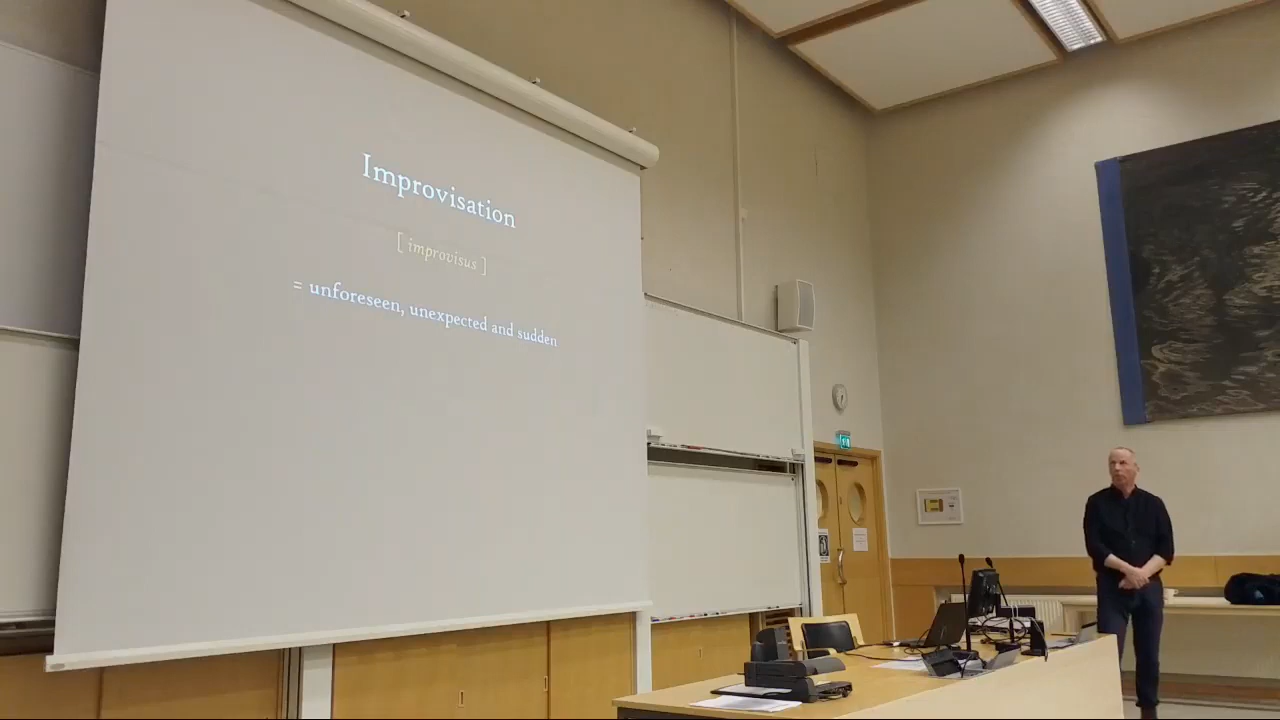 Improvisation
[ improvisus ]
= unforeseen, unexpected and sudden